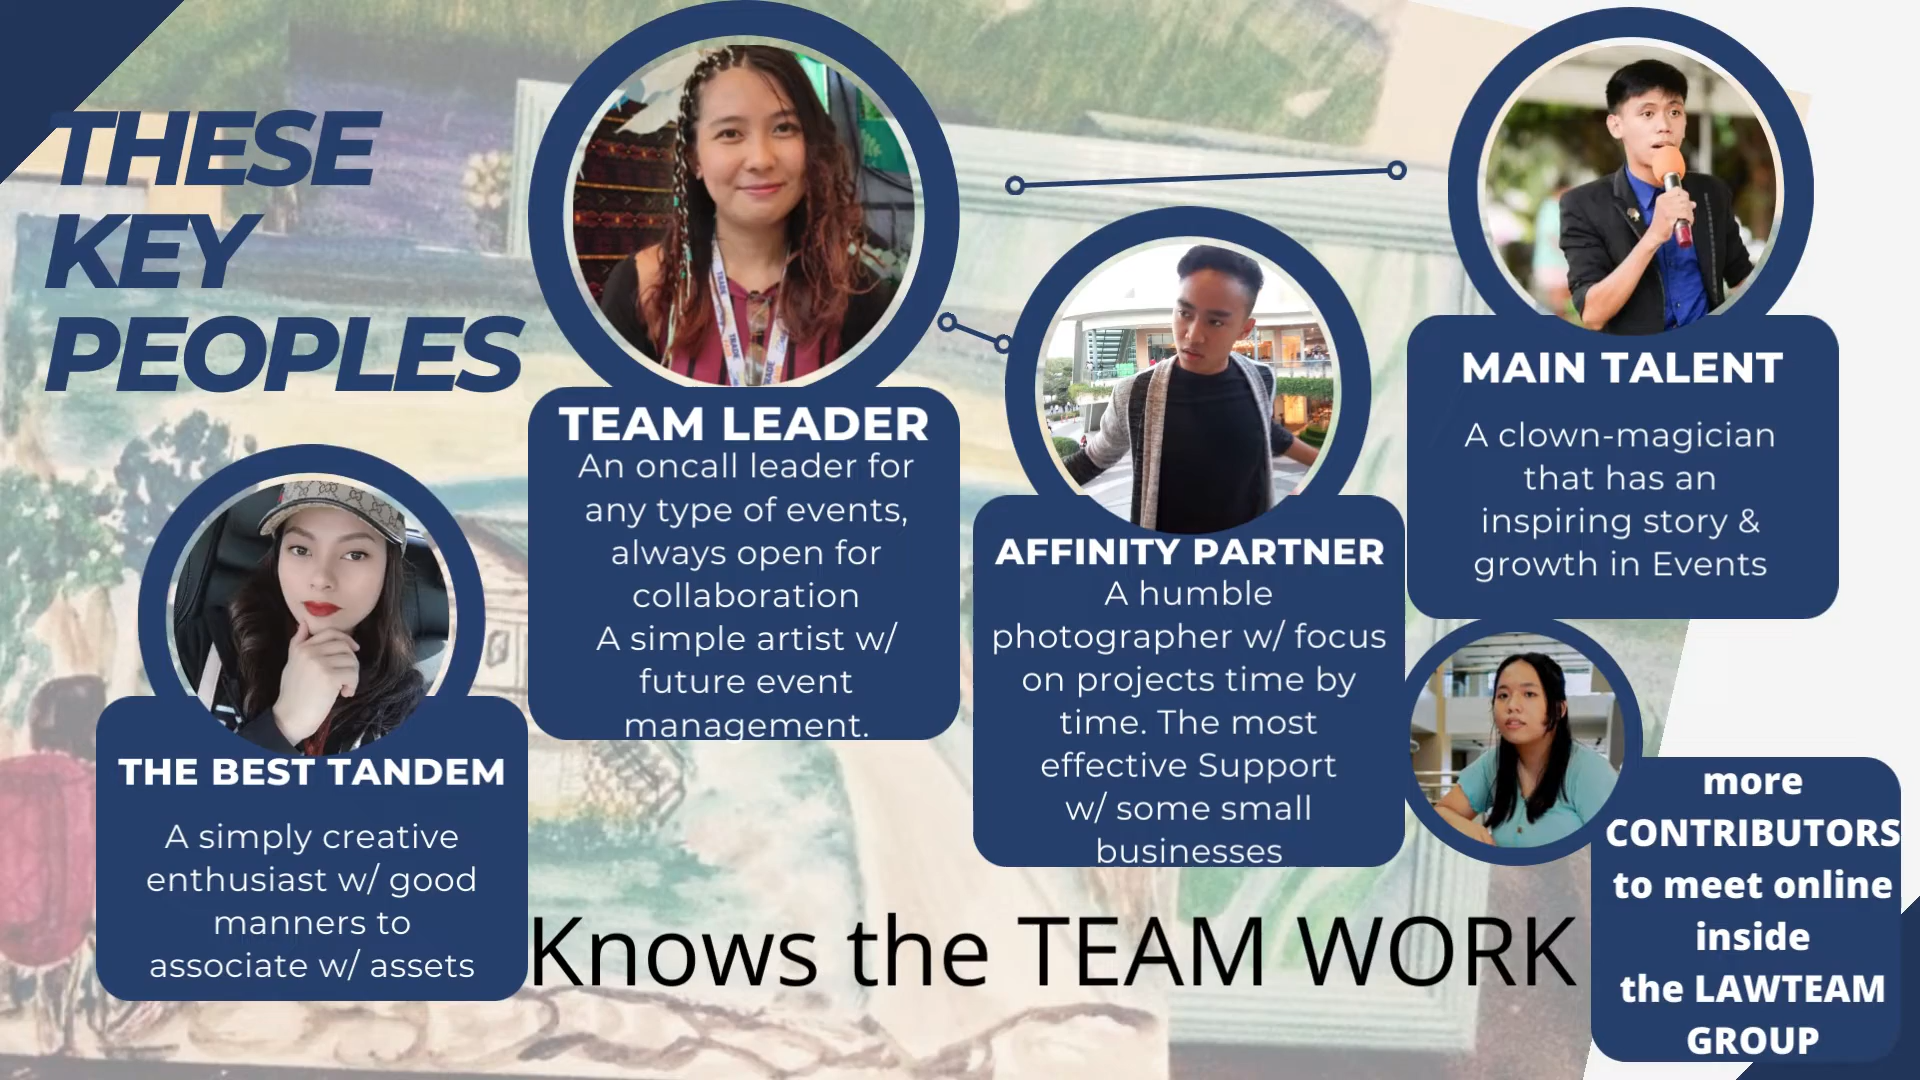 THESE
KEY
PEOPLES
TEAM LEADER
An oncall leader for
any type of events,
always open for
collaboration
A simple artist w/
future event
management.
MAIN TALENT
A clown-magician
that has an
inspiring story &
growth in Events
AFFINITY PARTNER
A humble
photographer w/ focus
on projects time by
time. The most
effective Support
w/ some small
businesses
THE BEST TANDEM
A simply creative
enthusiast w/ good
manners to
associate w/ assets
more
CONTRIBUTORS
to meet online
inside
the LAWTEAM
GROUP
Knows the TEAM WORK
TRADE
TRADE